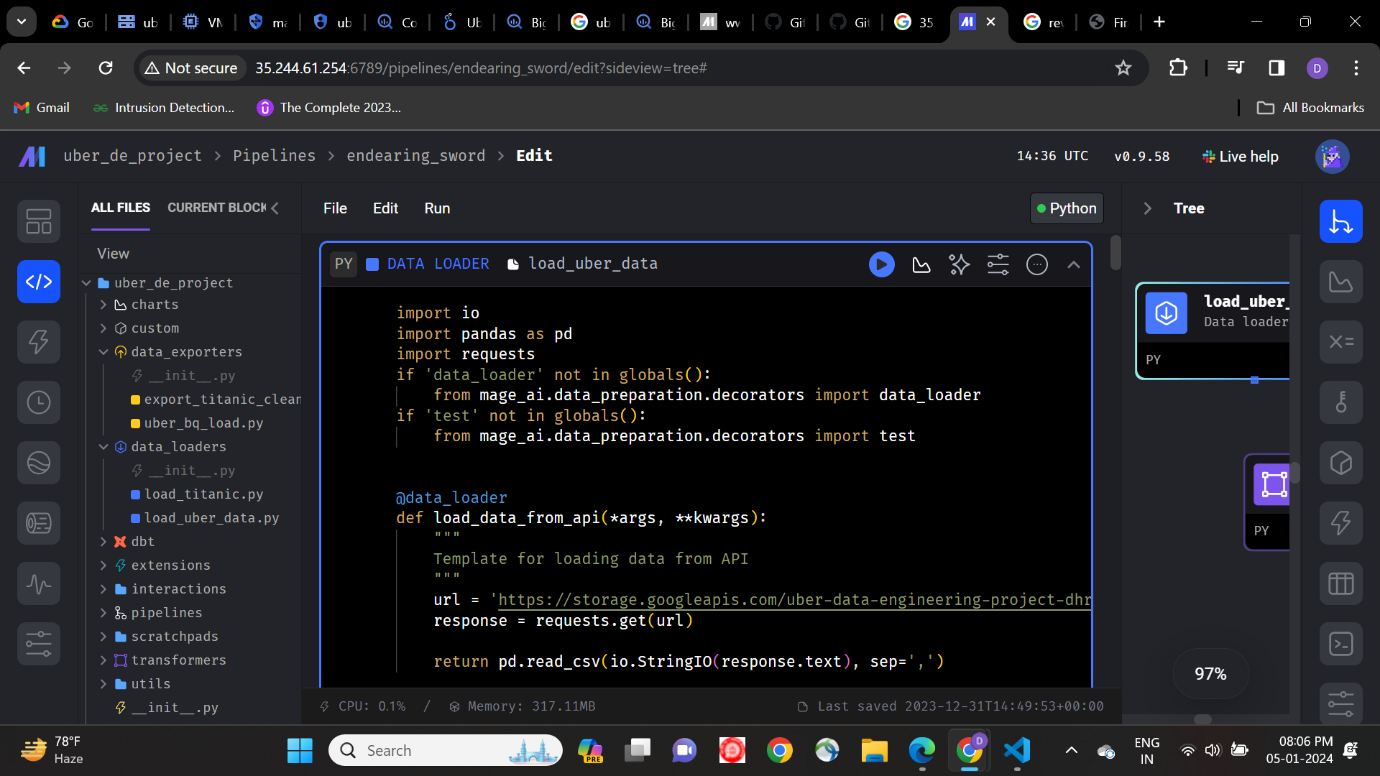 Go
ub
VM
ma
ub
Co
Ub
Big
ub
Big
ww
Git
Git
35
rev
Fir
Not secure
35.244.61.254:6789/pipelines/endearing_sword/edit?sideview=tree#
D
Gmail
Intrusion Detection...
The Complete 2023...
All Bookmarks
uber_de_project > Pipelines > endearing_sword > Edit
14:36 UTC
v0.9.58
Live help
ALL FILES
CURRENT BLOCK
File
Edit
Run
Python
Tree
View
uber_de_project
charts
custom
data_exporters
__init__.py
export_titanic_clean
uber_bq_load.py
data_loaders
__init__.py
load_titanic.py
load_uber_data.py
dbt
extensions
interactions
pipelines
scratchpads
transformers
utils
__init__.py
PY
DATA LOADER
load_uber_data
import io
import pandas as pd
import requests
if 'data_loader' not in globals():
from mage_ai.data_preparation.decorators import data_loader
if 'test' not in globals():
from mage_ai.data_preparation.decorators import test
@data_loader
def load_data_from_api(*args, **kwargs):
"""
Template for loading data from API
"""
url = 'https://storage.googleapis.com/uber-data-engineering-project-dhr
response = requests.get(url)
return pd.read_csv(io.StringIO(response.text), sep=',')
load_uber_
Data loader
PY
PY
97%
CPU: 0.1% / Memory: 317.11MB
Last saved 2023-12-31T14:49:53+00:00
78°F
Haze
Search
PRE
D
ENG
IN
08:06 PM
05-01-2024